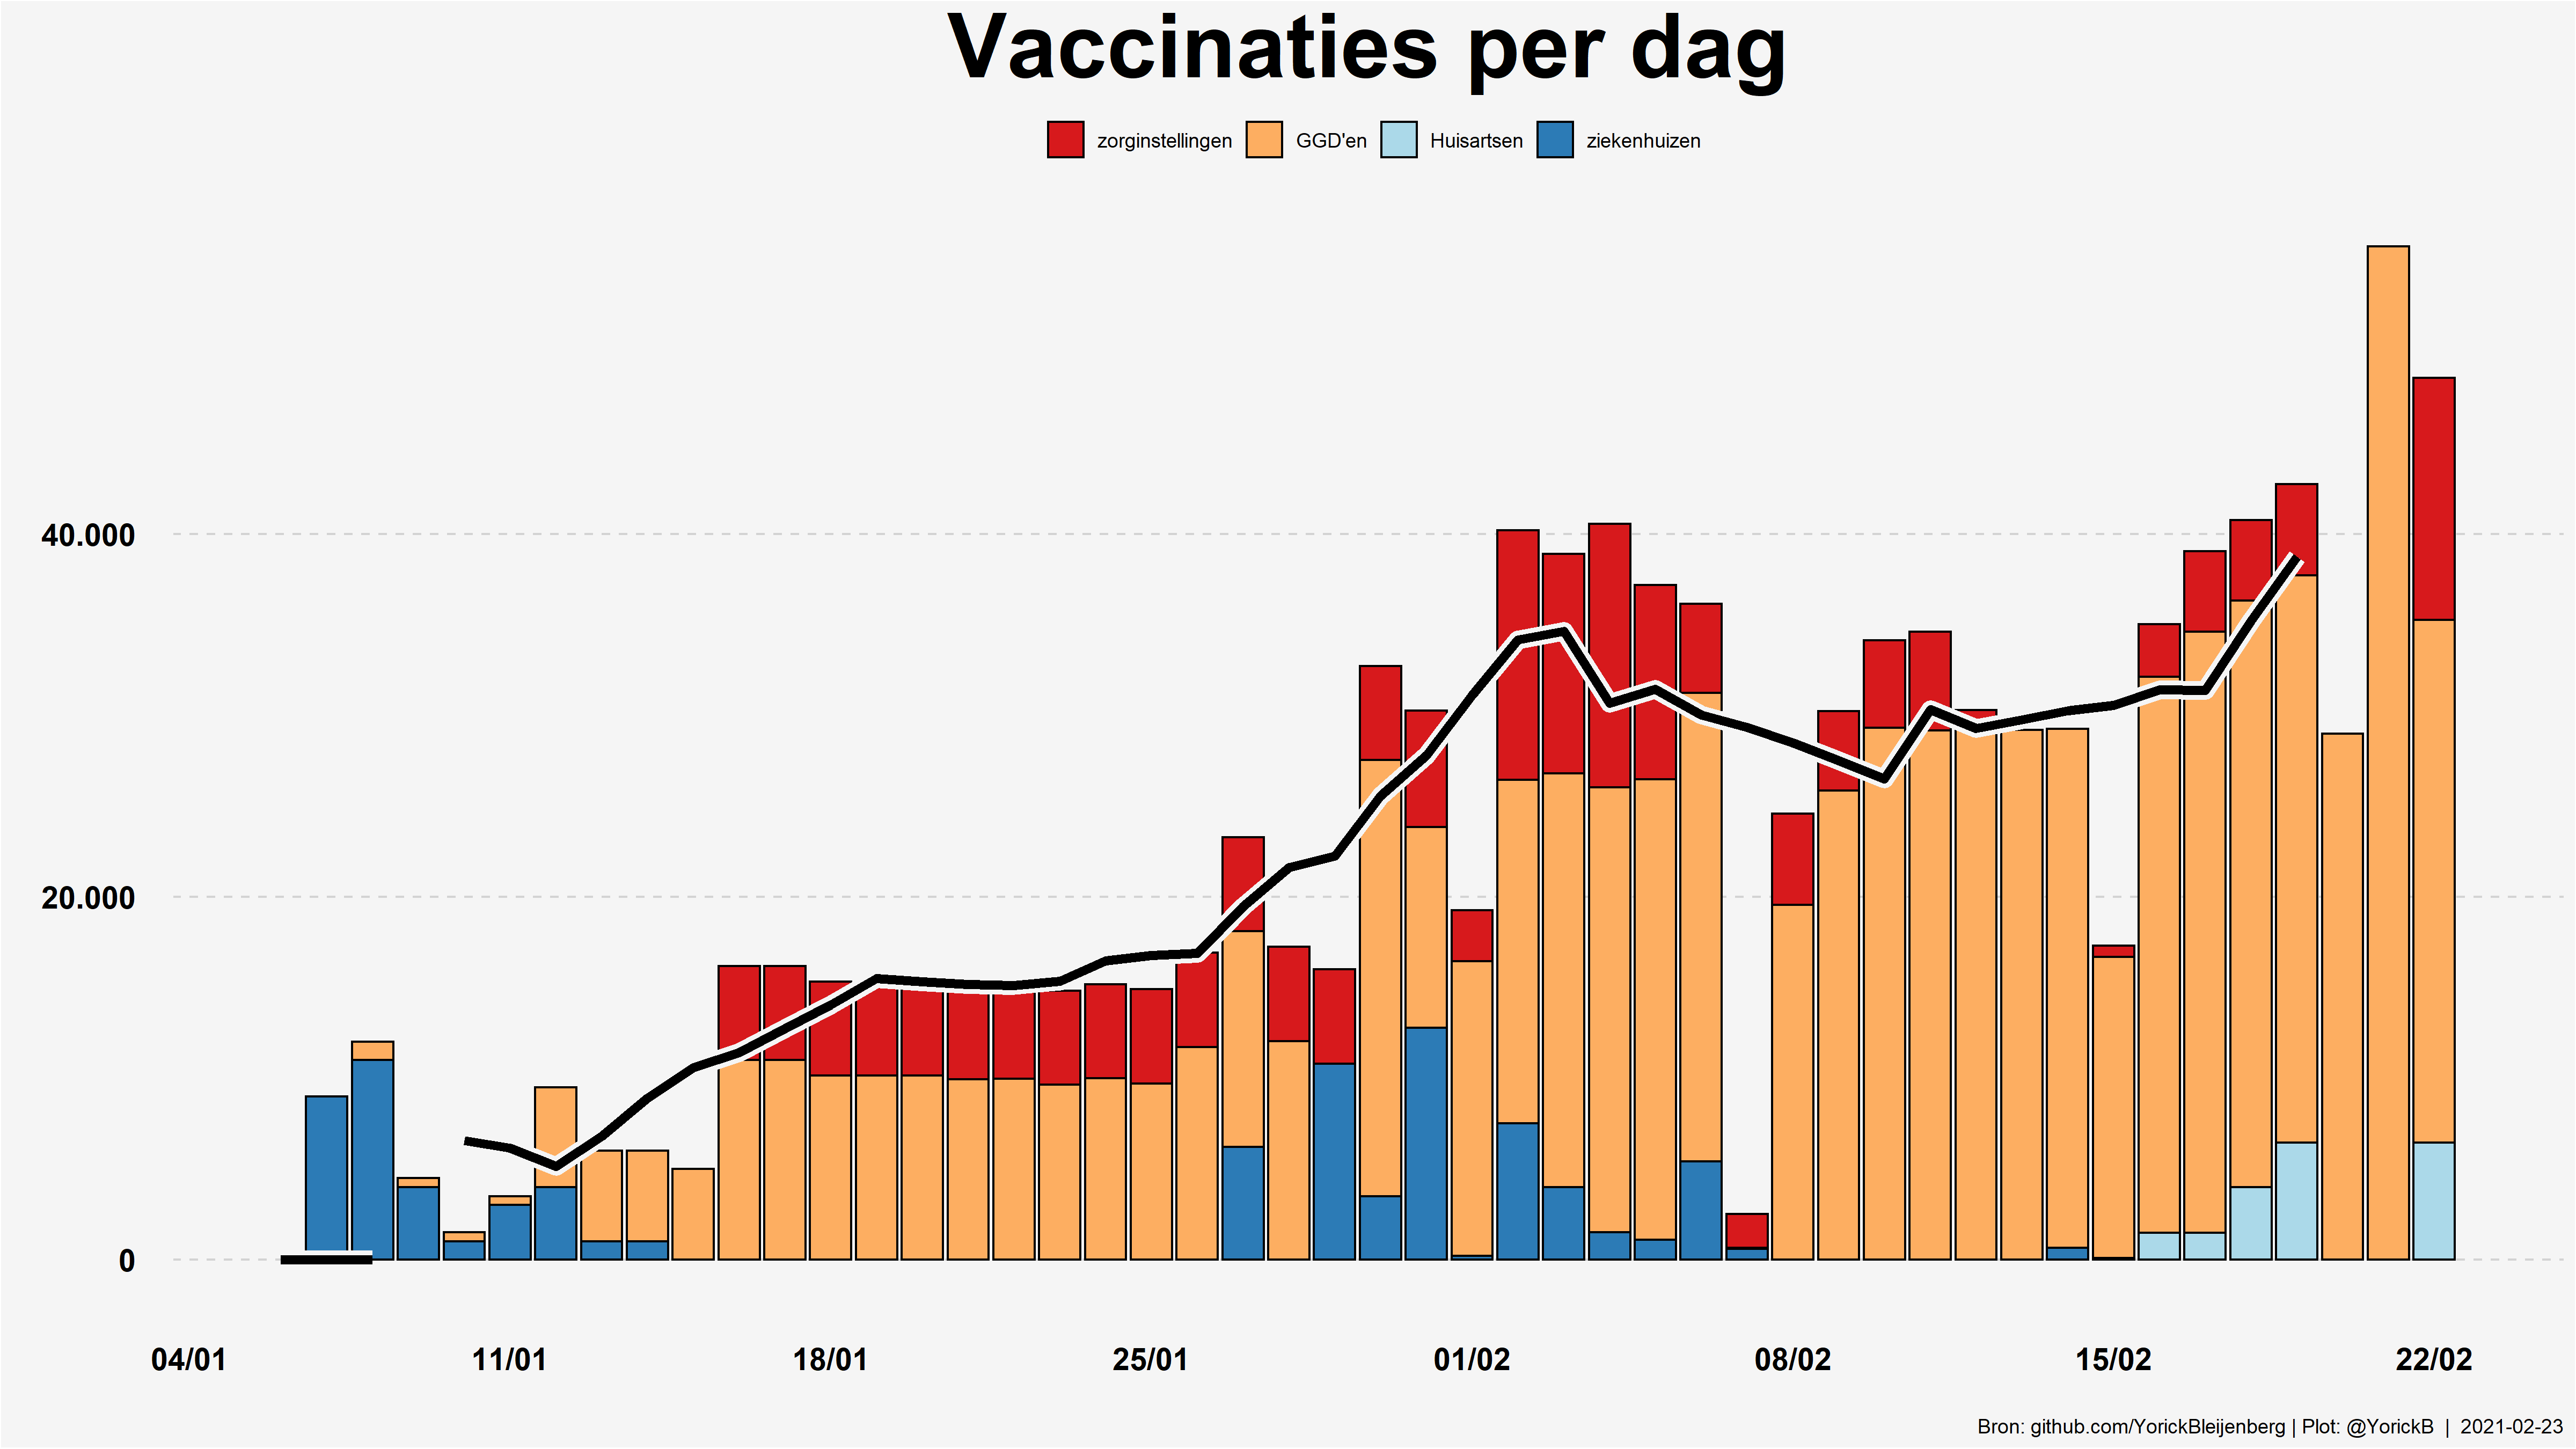 Vaccinaties per dag
zorginstellingen GGD'en Huisartsen ziekenhuizen
40.000
20.000
0
04/01 11/01 18/01 25/01 01/02 08/02 15/02 22/02
Bron: github.com/YorickBleijenberg | Plot: @YorickB | 2021-02-23